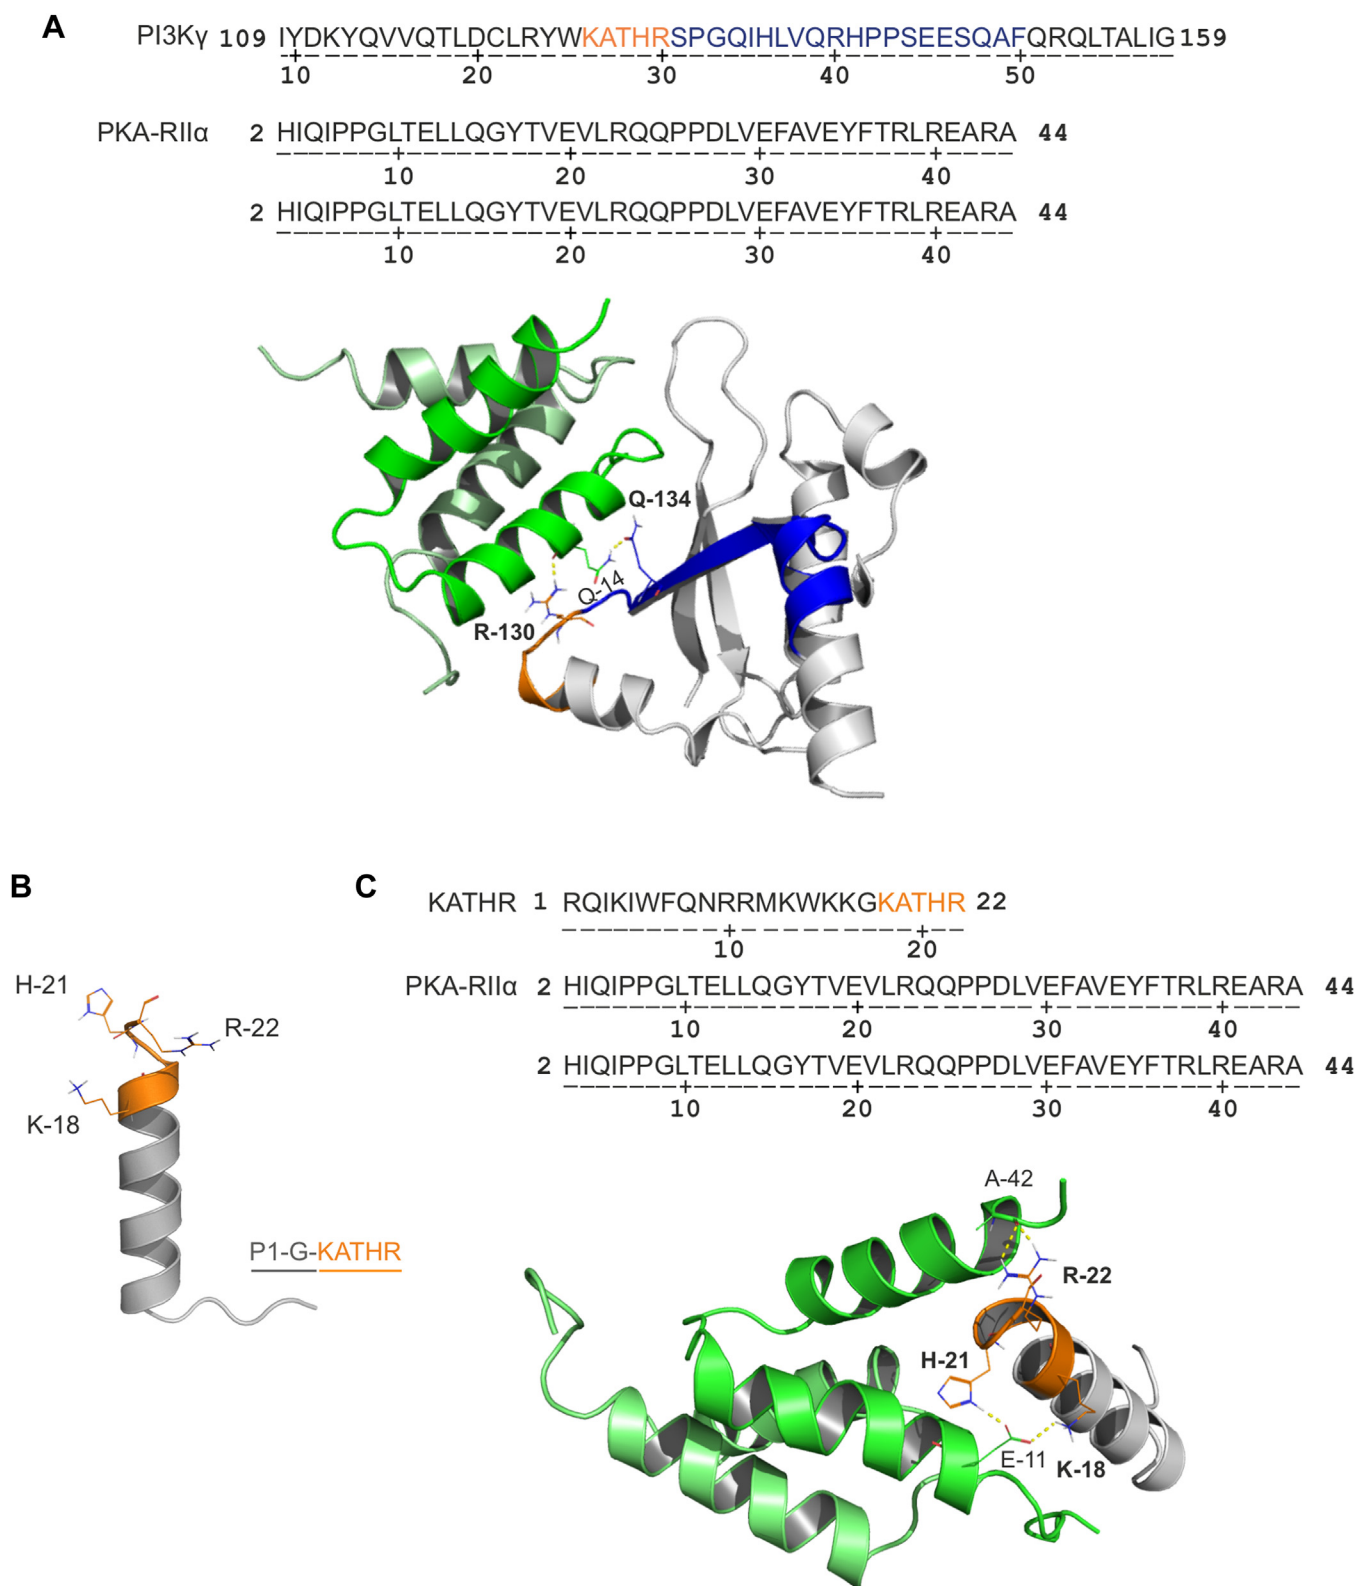 A
PI3Kγ 109 IYDKYQVVQTLDCLRYWKATHRSPGQIHLVQRHPPSEESQAFQRQLTALIG 159
10 20 30 40 50
PKA-RIIα 2 HIQIPPGLTELLQGYTVEVLRQQPPDLVEFAVEYFTRLREARA 44
10 20 30 40
2 HIQIPPGLTELLQGYTVEVLRQQPPDLVEFAVEYFTRLREARA 44
10 20 30 40
Q-134
Q-14
R-130
B
H-21
R-22
K-18
P1-G-KATHR
C
KATHR 1 RQIKIWFQNRRMKWKKGKATHR 22
10 20
PKA-RIIα 2 HIQIPPGLTELLQGYTVEVLRQQPPDLVEFAVEYFTRLREARA 44
10 20 30 40
2 HIQIPPGLTELLQGYTVEVLRQQPPDLVEFAVEYFTRLREARA 44
10 20 30 40
A-42
R-22
H-21
E-11
K-18